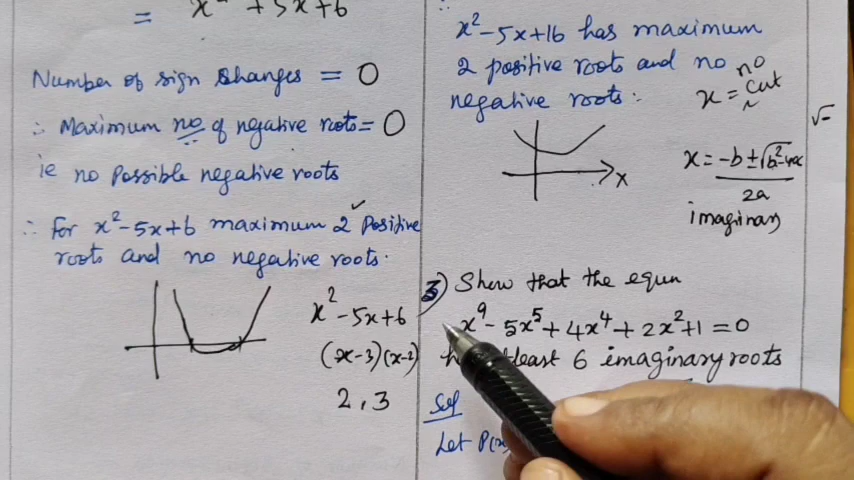 = x² + 5x + 6
Number of sign changes = 0
∴ Maximum no of negative roots = 0
ie no possible negative roots
∴ For x² - 5x + 6 maximum 2 positive
roots and no negative roots.
x² - 5x + 6
(x-3)(x-2)
2, 3
∴
x² - 5x + 16 has maximum
2 positive roots and no
negative roots.
no
x = cut
x
√-
x = -b ± √b²-4ac
2a
imaginary
3) Show that the equn
x⁹ - 5x⁵ + 4x⁴ + 2x² + 1 = 0
least 6 imaginary roots
Sol
Let P(x)